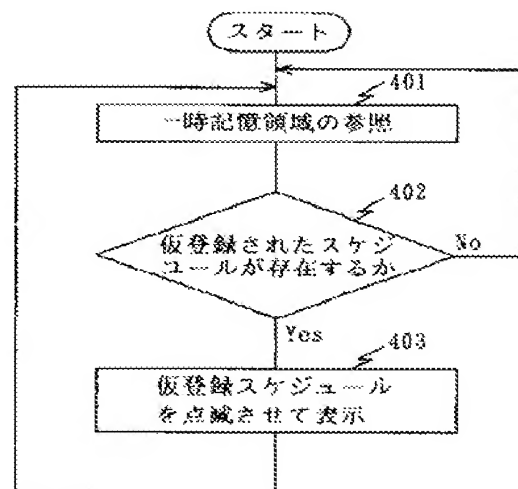 スタート
401
一時記憶領域の参照
402
仮登録されたスケジ
ュールが存在するか
No
Yes
403
仮登録スケジュール
を点滅させて表示